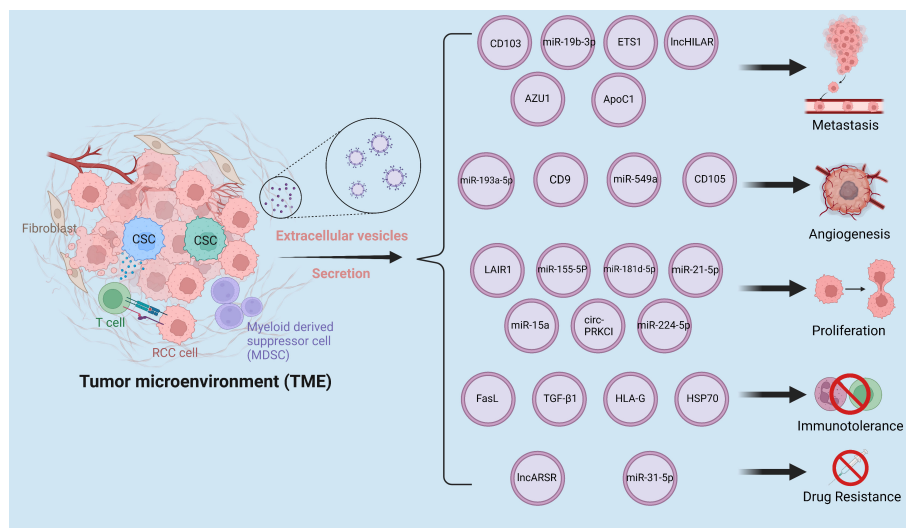 CD103
miR-19b-3p
ETS1
lncHILAR
AZU1
ApoC1
Metastasis
miR-193a-5p
CD9
miR-549a
CD105
Angiogenesis
Fibroblast
CSC
CSC
Extracellular vesicles
Secretion
LAIR1
miR-155-5P
miR-181d-5p
miR-21-5p
miR-15a
circ-
PRKCI
miR-224-5p
Proliferation
T cell
RCC cell
Myeloid derived
suppressor cell
(MDSC)
Tumor microenvironment (TME)
FasL
TGF-β1
HLA-G
HSP70
Immunotolerance
lncARSR
miR-31-5p
Drug Resistance